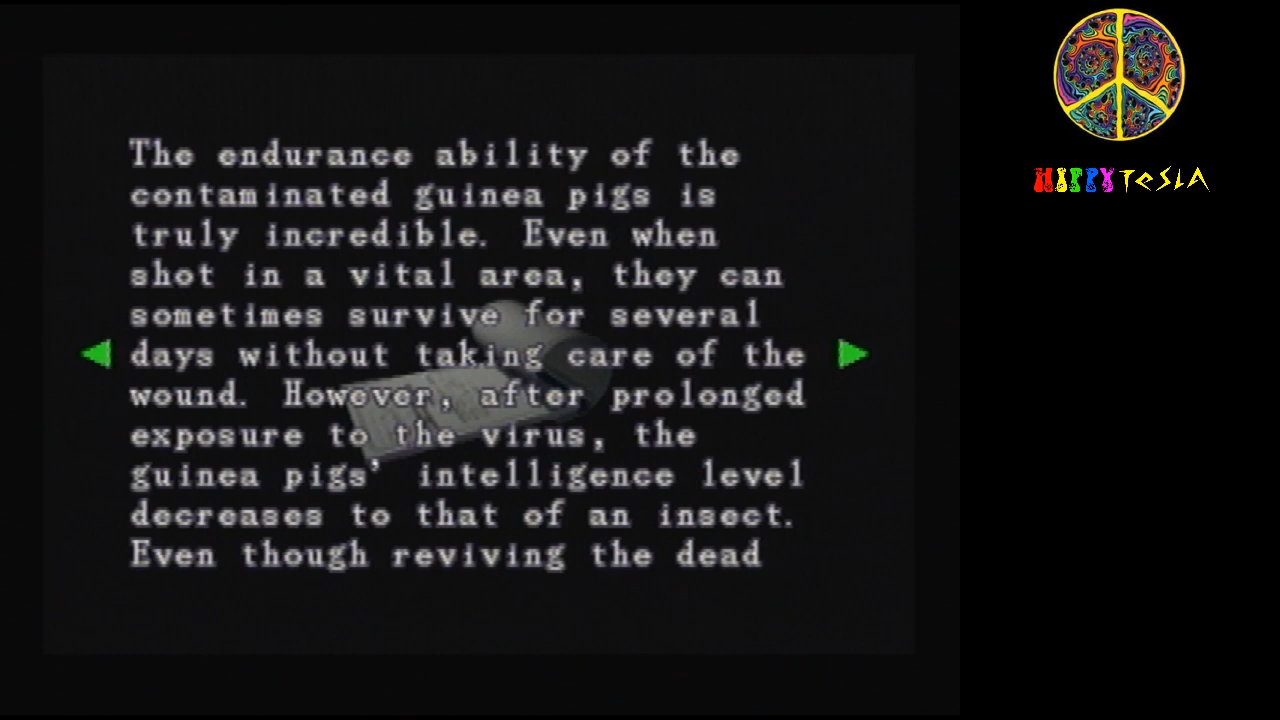 The endurance ability of the
contaminated guinea pigs is
truly incredible. Even when
shot in a vital area, they can
sometimes survive for several
days without taking care of the
wound. However, after prolonged
exposure to the virus, the
guinea pigs' intelligence level
decreases to that of an insect.
Even though reviving the dead
HAPPYTESLA